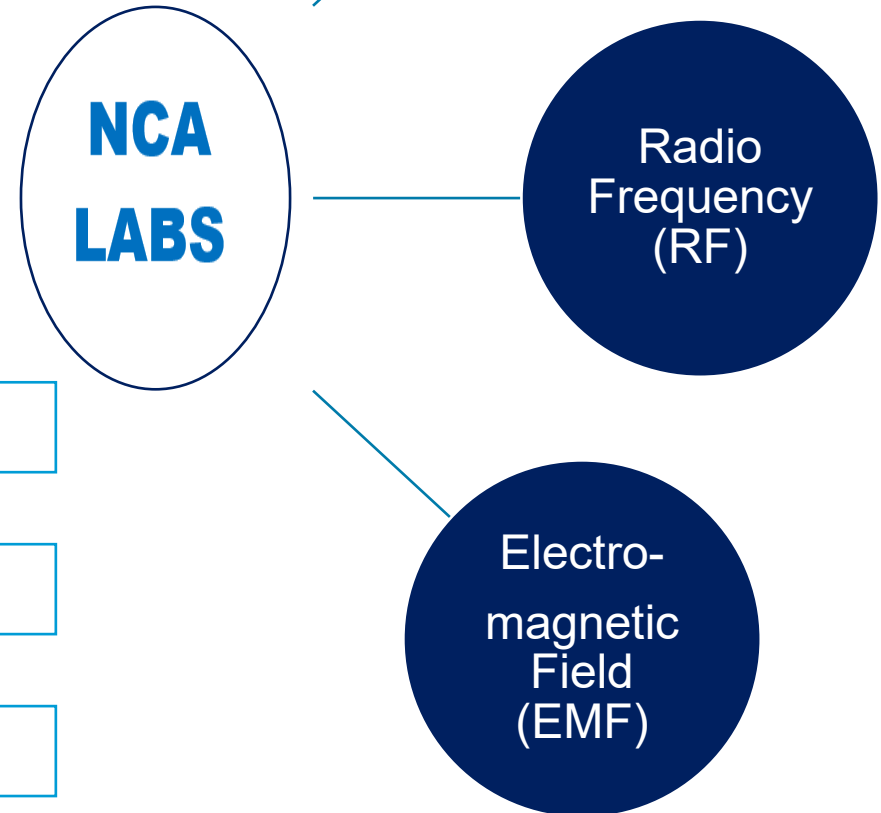 NCA
LABS
Radio
Frequency
(RF)
Electro-
magnetic
Field
(EMF)